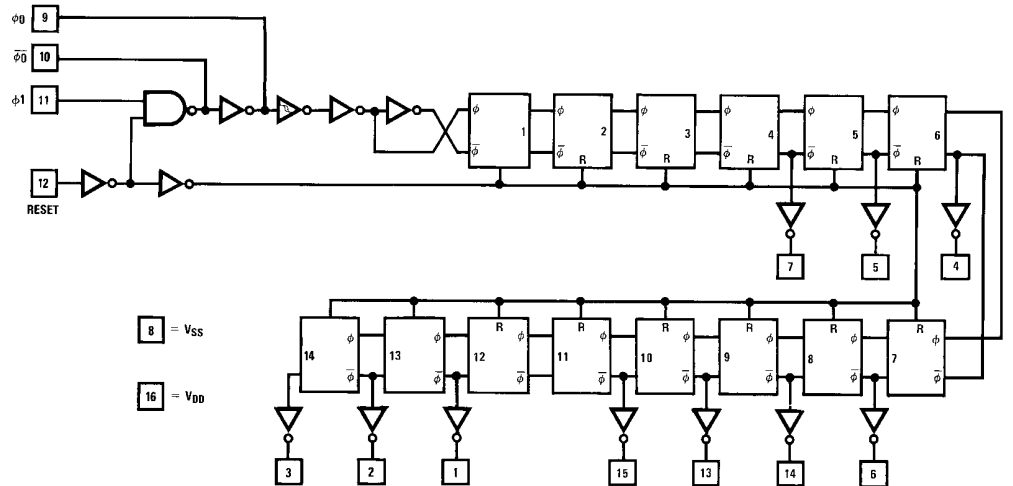 ϕ0 9
ϕ̅0̅ 10
ϕ1 11
12
RESET
ϕ ϕ̅ 1
ϕ̅ R 2
ϕ̅ R 3
ϕ̅ R 4
ϕ̅ R 5
ϕ̅ R 6
7 5 4
8 = VSS
16 = VDD
14 ϕ ϕ̅
13 ϕ ϕ̅
12 R ϕ ϕ̅
11 R ϕ ϕ̅
10 R ϕ ϕ̅
9 R ϕ ϕ̅
8 R ϕ ϕ̅
7 R ϕ ϕ̅
3 2 1 15 13 14 6